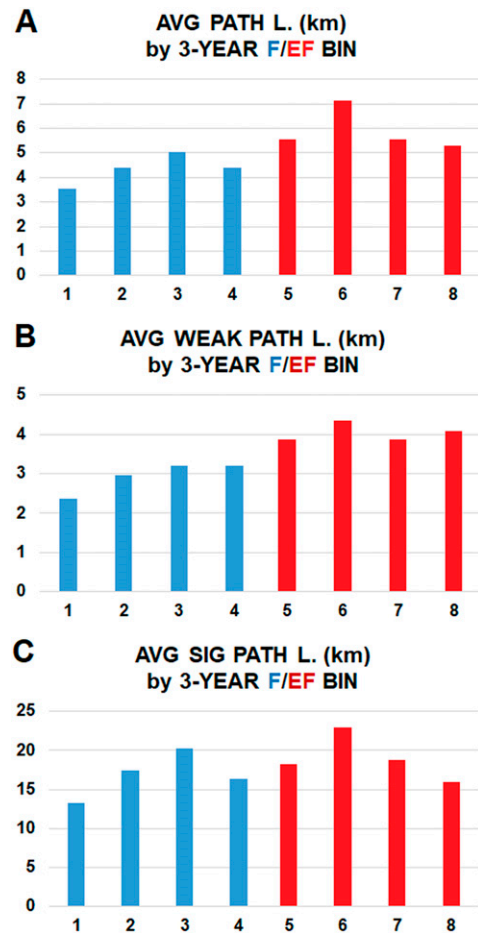 A
AVG PATH L. (km)
by 3-YEAR F/EF BIN
8
7
6
5
4
3
2
1
0
1 2 3 4 5 6 7 8
B
AVG WEAK PATH L. (km)
by 3-YEAR F/EF BIN
5
4
3
2
1
0
1 2 3 4 5 6 7 8
C
AVG SIG PATH L. (km)
by 3-YEAR F/EF BIN
25
20
15
10
5
0
1 2 3 4 5 6 7 8